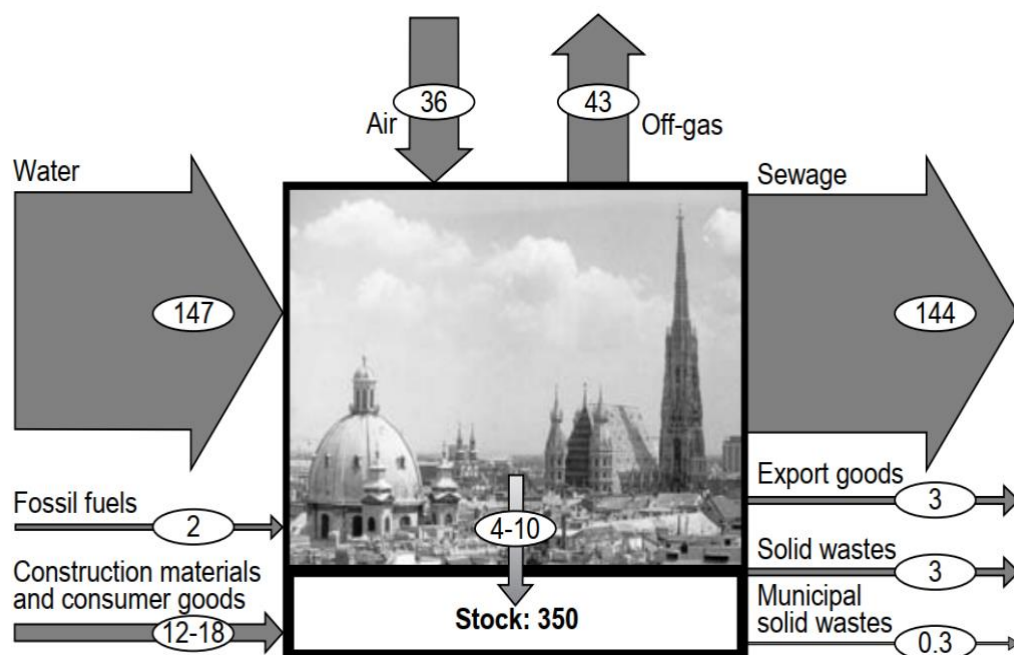 36
43
Air
Off-gas
Water
Sewage
147
144
Fossil fuels
2
Export goods
3
4-10
Solid wastes
3
Construction materials
and consumer goods
12-18
Stock: 350
Municipal
solid wastes
0.3